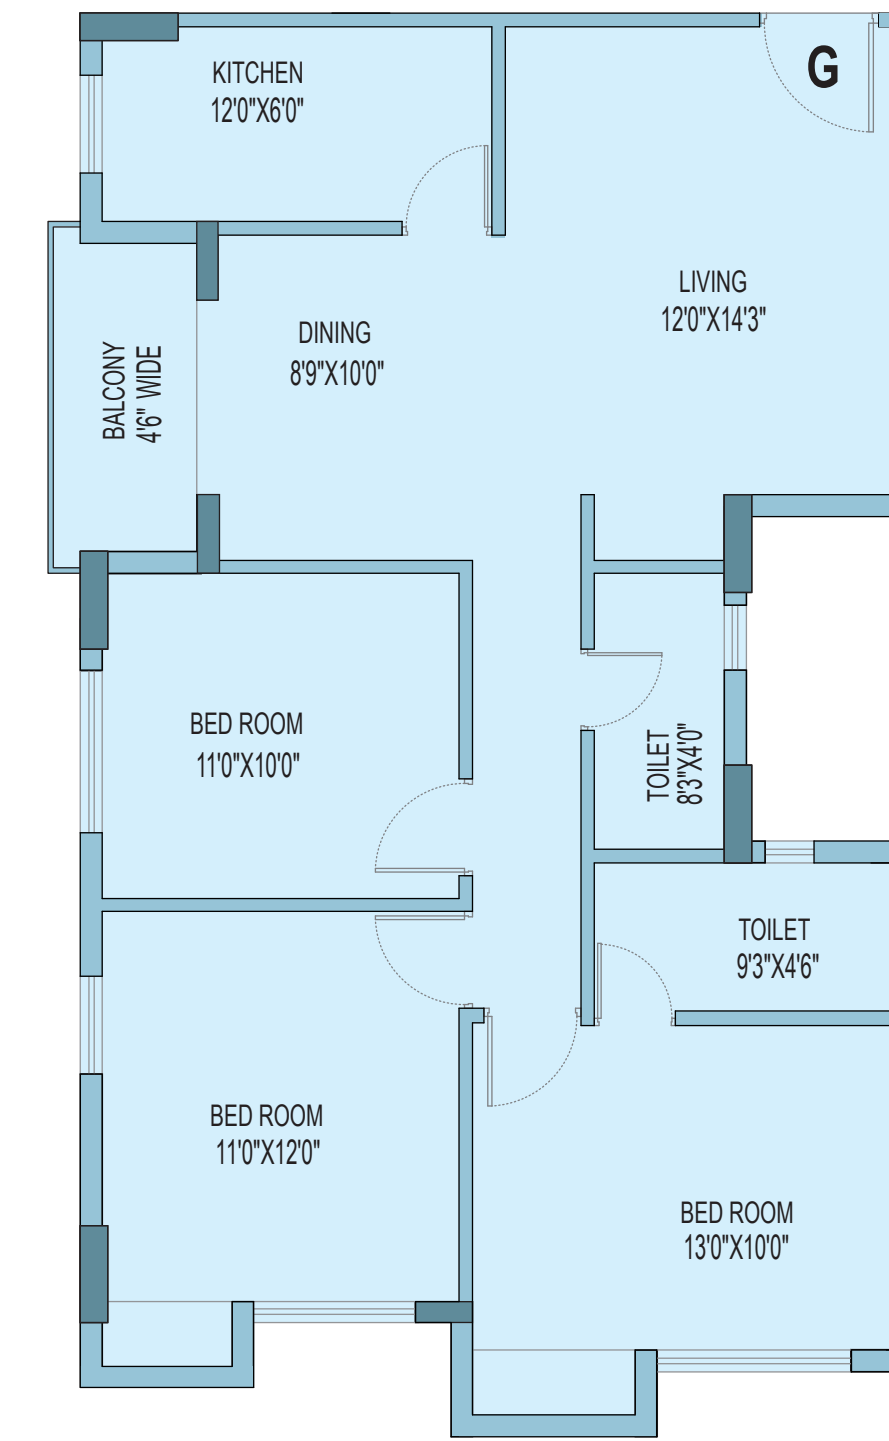 G
KITCHEN
12'0"X6'0"
LIVING
12'0"X14'3"
DINING
8'9"X10'0"
BALCONY
4'6" WIDE
BED ROOM
11'0"X10'0"
TOILET
8'3"X4'0"
TOILET
9'3"X4'6"
BED ROOM
11'0"X12'0"
BED ROOM
13'0"X10'0"